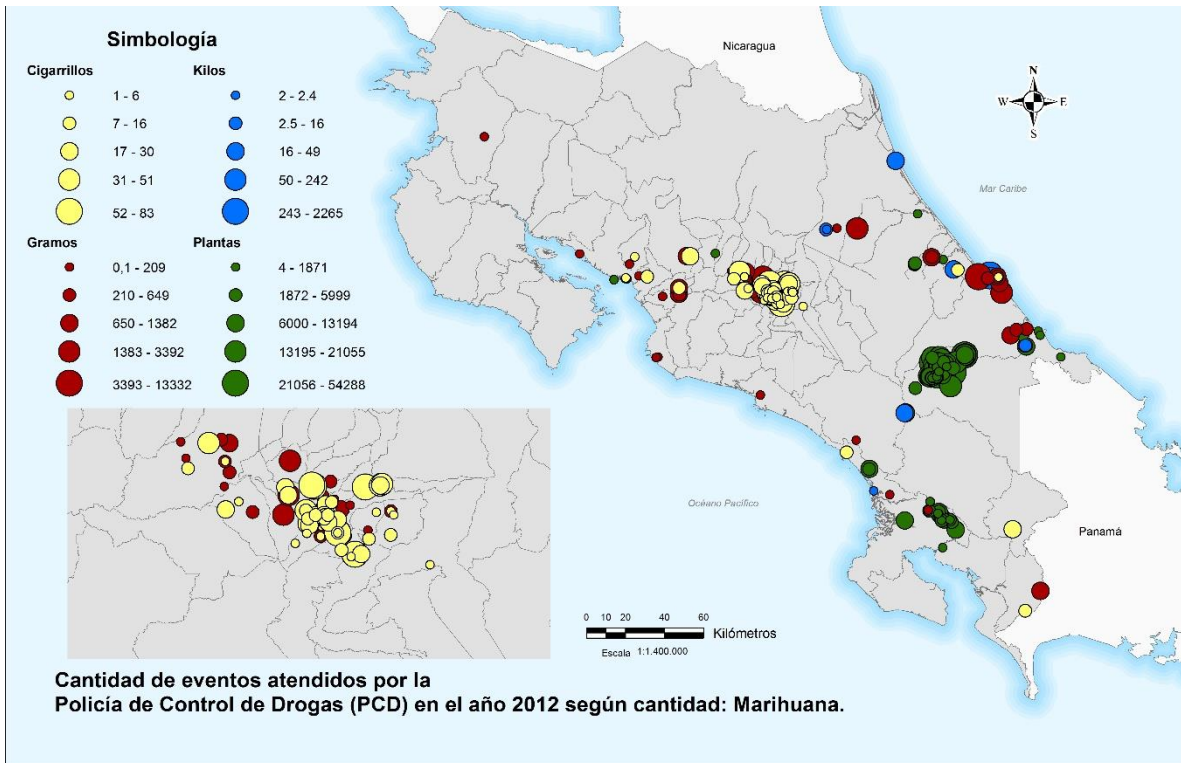 Simbología
Cigarrillos
1 - 6
7 - 16
17 - 30
31 - 51
52 - 83
Kilos
2 - 2.4
2.5 - 16
16 - 49
50 - 242
243 - 2265
Gramos
0,1 - 209
210 - 649
650 - 1382
1383 - 3392
3393 - 13332
Plantas
4 - 1871
1872 - 5999
6000 - 13194
13195 - 21055
21056 - 54288
Nicaragua
N
W E
S
Mar Caribe
Océano Pacífico
Panamá
0 10 20 40 60
Kilómetros
Escala 1:1.400.000
Cantidad de eventos atendidos por la
Policía de Control de Drogas (PCD) en el año 2012 según cantidad: Marihuana.